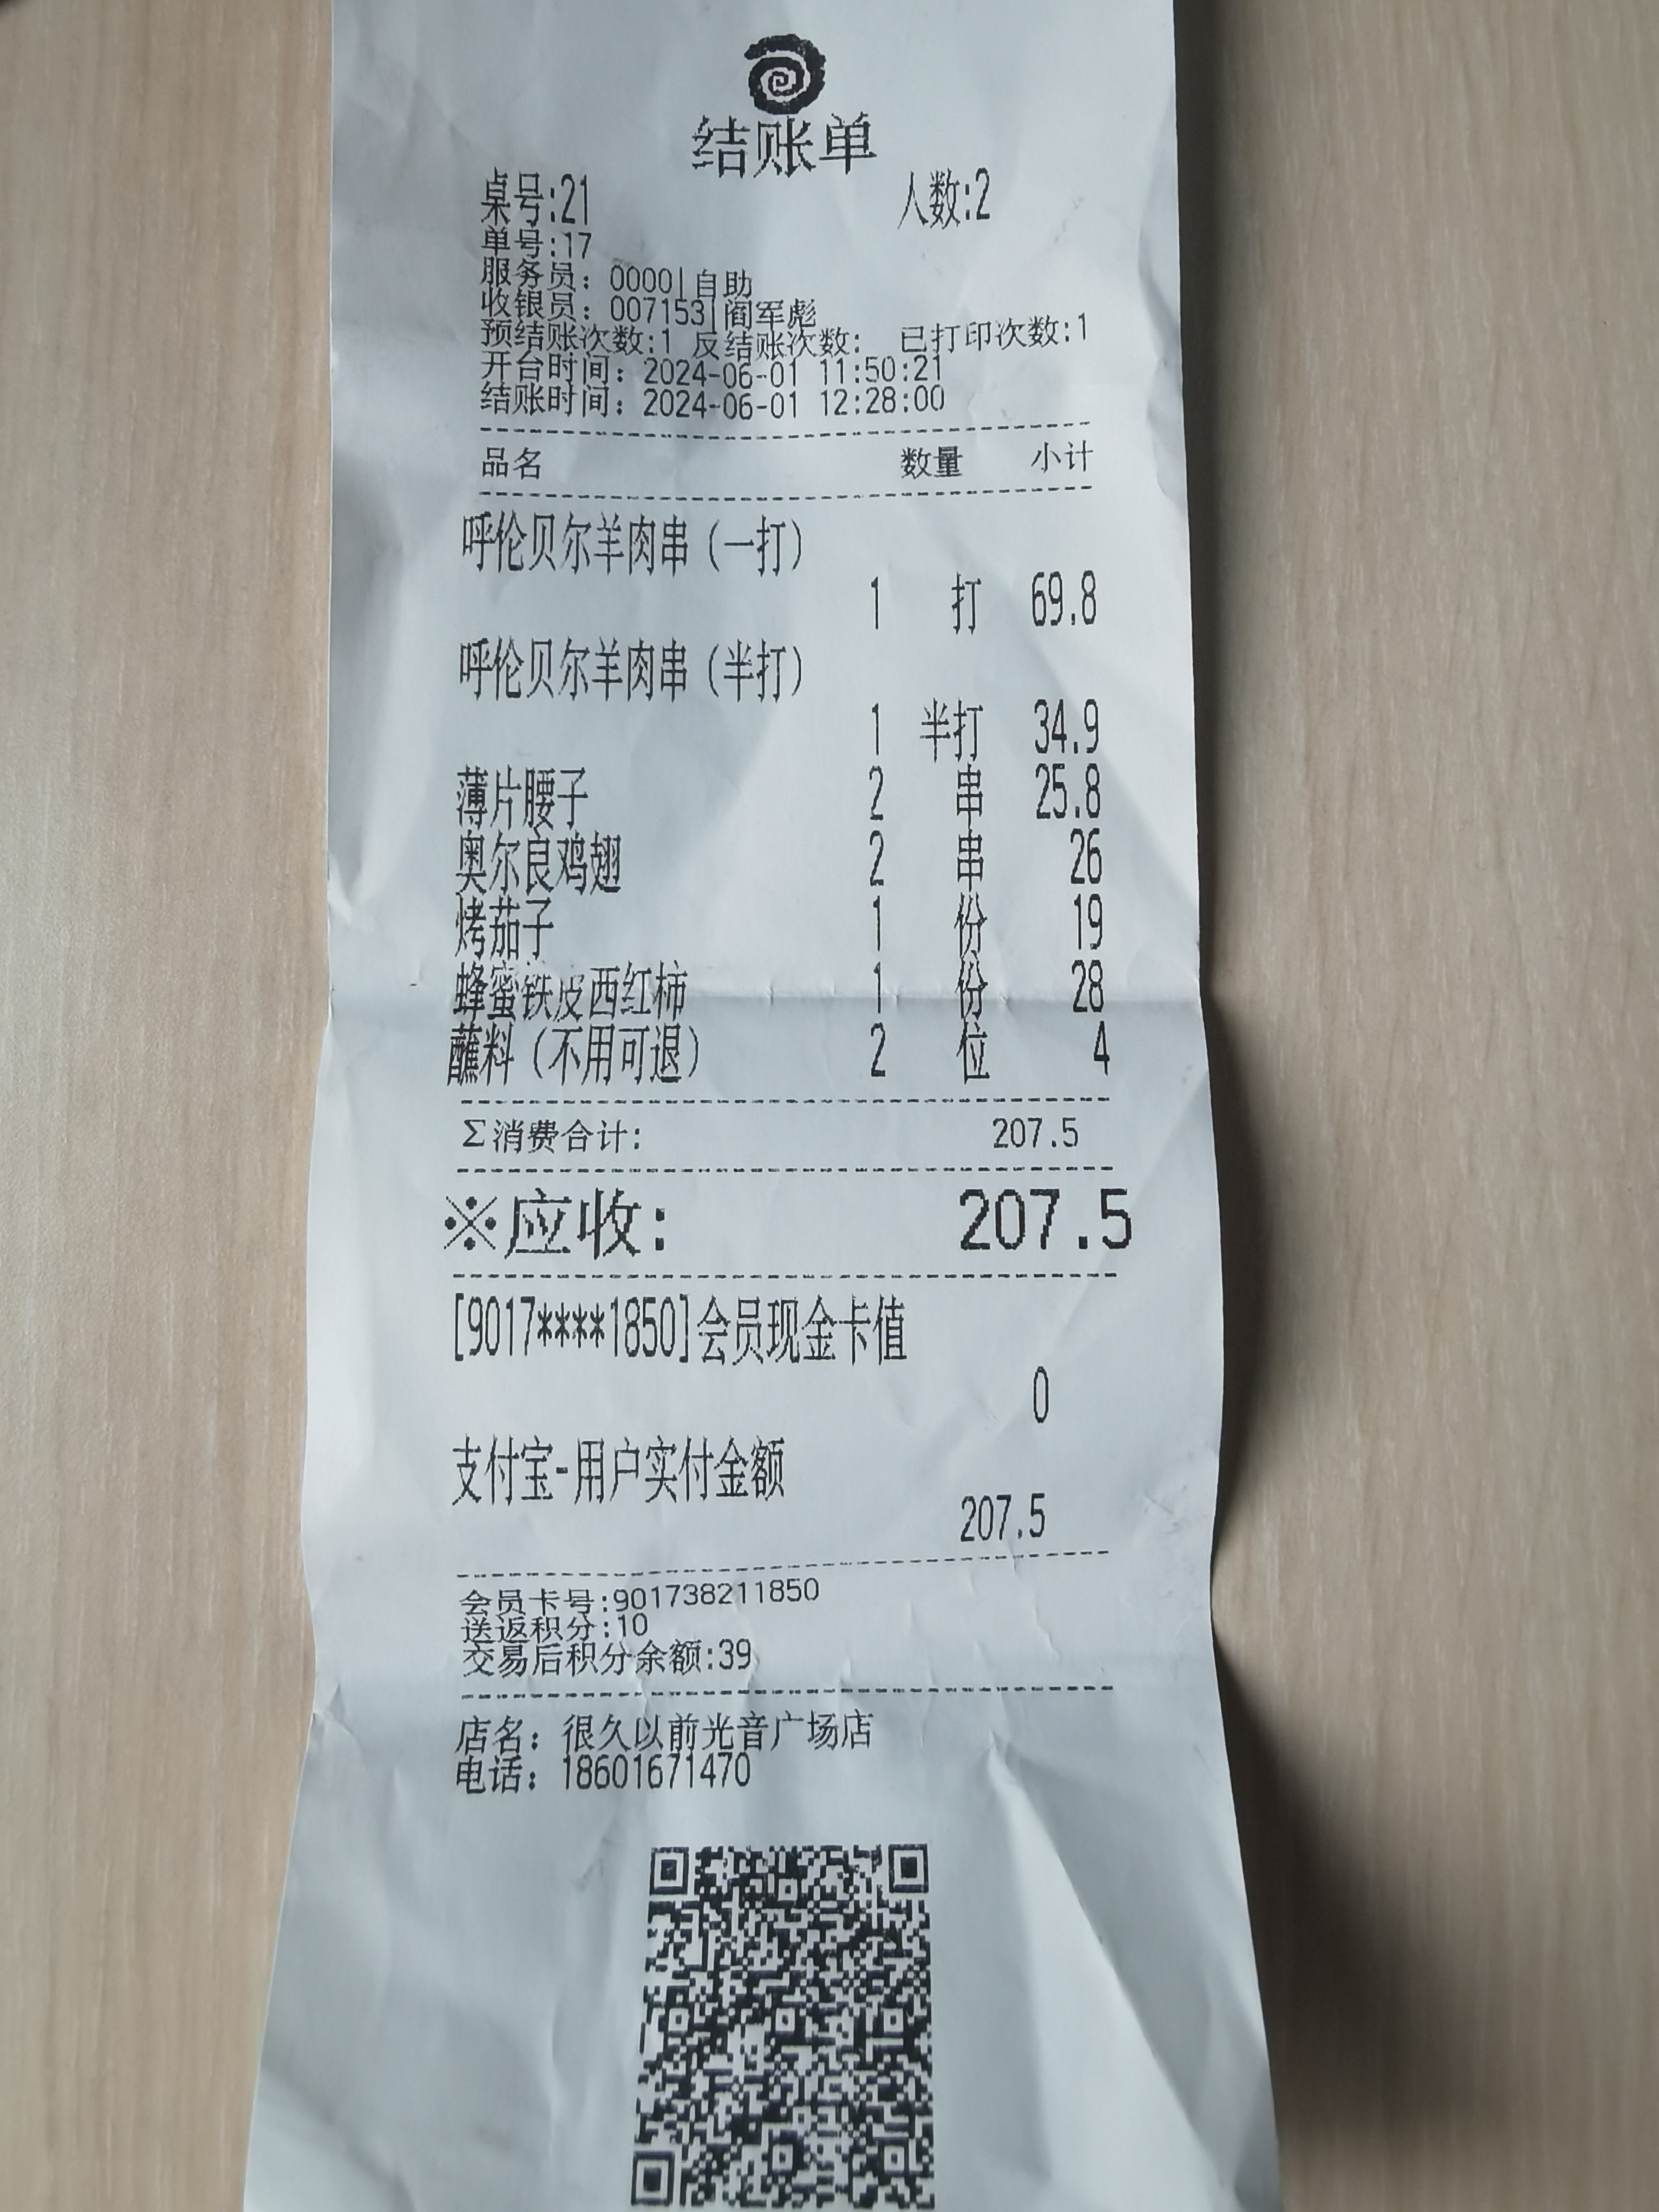 结账单
桌号:21 人数:2
单号:17
服务员: 0000|自助
收银员: 007153|阎军彪
预结账次数:1 反结账次数: 已打印次数:1
开台时间: 2024-06-01 11:50:21
结账时间: 2024-06-01 12:28:00
品名 数量 小计
呼伦贝尔羊肉串(一打)
1 打 69.8
呼伦贝尔羊肉串(半打)
1 半打 34.9
薄片腰子 2 串 25.8
奥尔良鸡翅 2 串 26
烤茄子 1 份 19
蜂蜜铁皮西红柿 1 份 28
蘸料(不用可退) 2 位 4
Σ消费合计: 207.5
※应收: 207.5
[9017****1850]会员现金卡值
0
支付宝-用户实付金额
207.5
会员卡号:901738211850
送返积分:10
交易后积分余额:39
店名: 很久以前光音广场店
电话: 18601671470